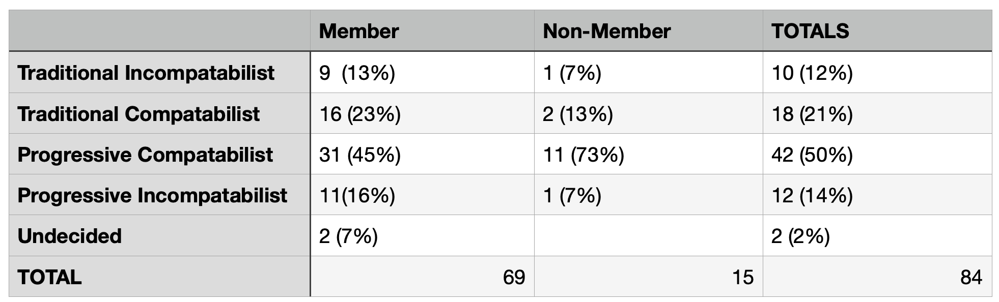 Member Non-Member TOTALS
Traditional Incompatabilist 9 (13%) 1 (7%) 10 (12%)
Traditional Compatabilist 16 (23%) 2 (13%) 18 (21%)
Progressive Compatabilist 31 (45%) 11 (73%) 42 (50%)
Progressive Incompatabilist 11(16%) 1 (7%) 12 (14%)
Undecided 2 (7%) 2 (2%)
TOTAL 69 15 84